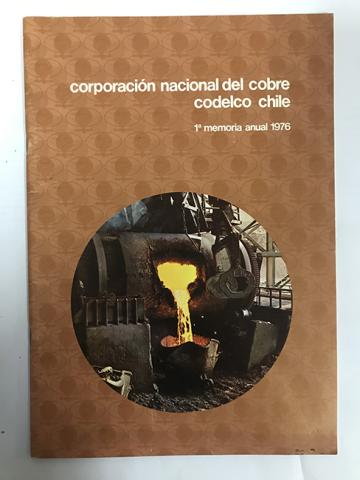 corporación nacional del cobre
codelco chile
1ª memoria anual 1976